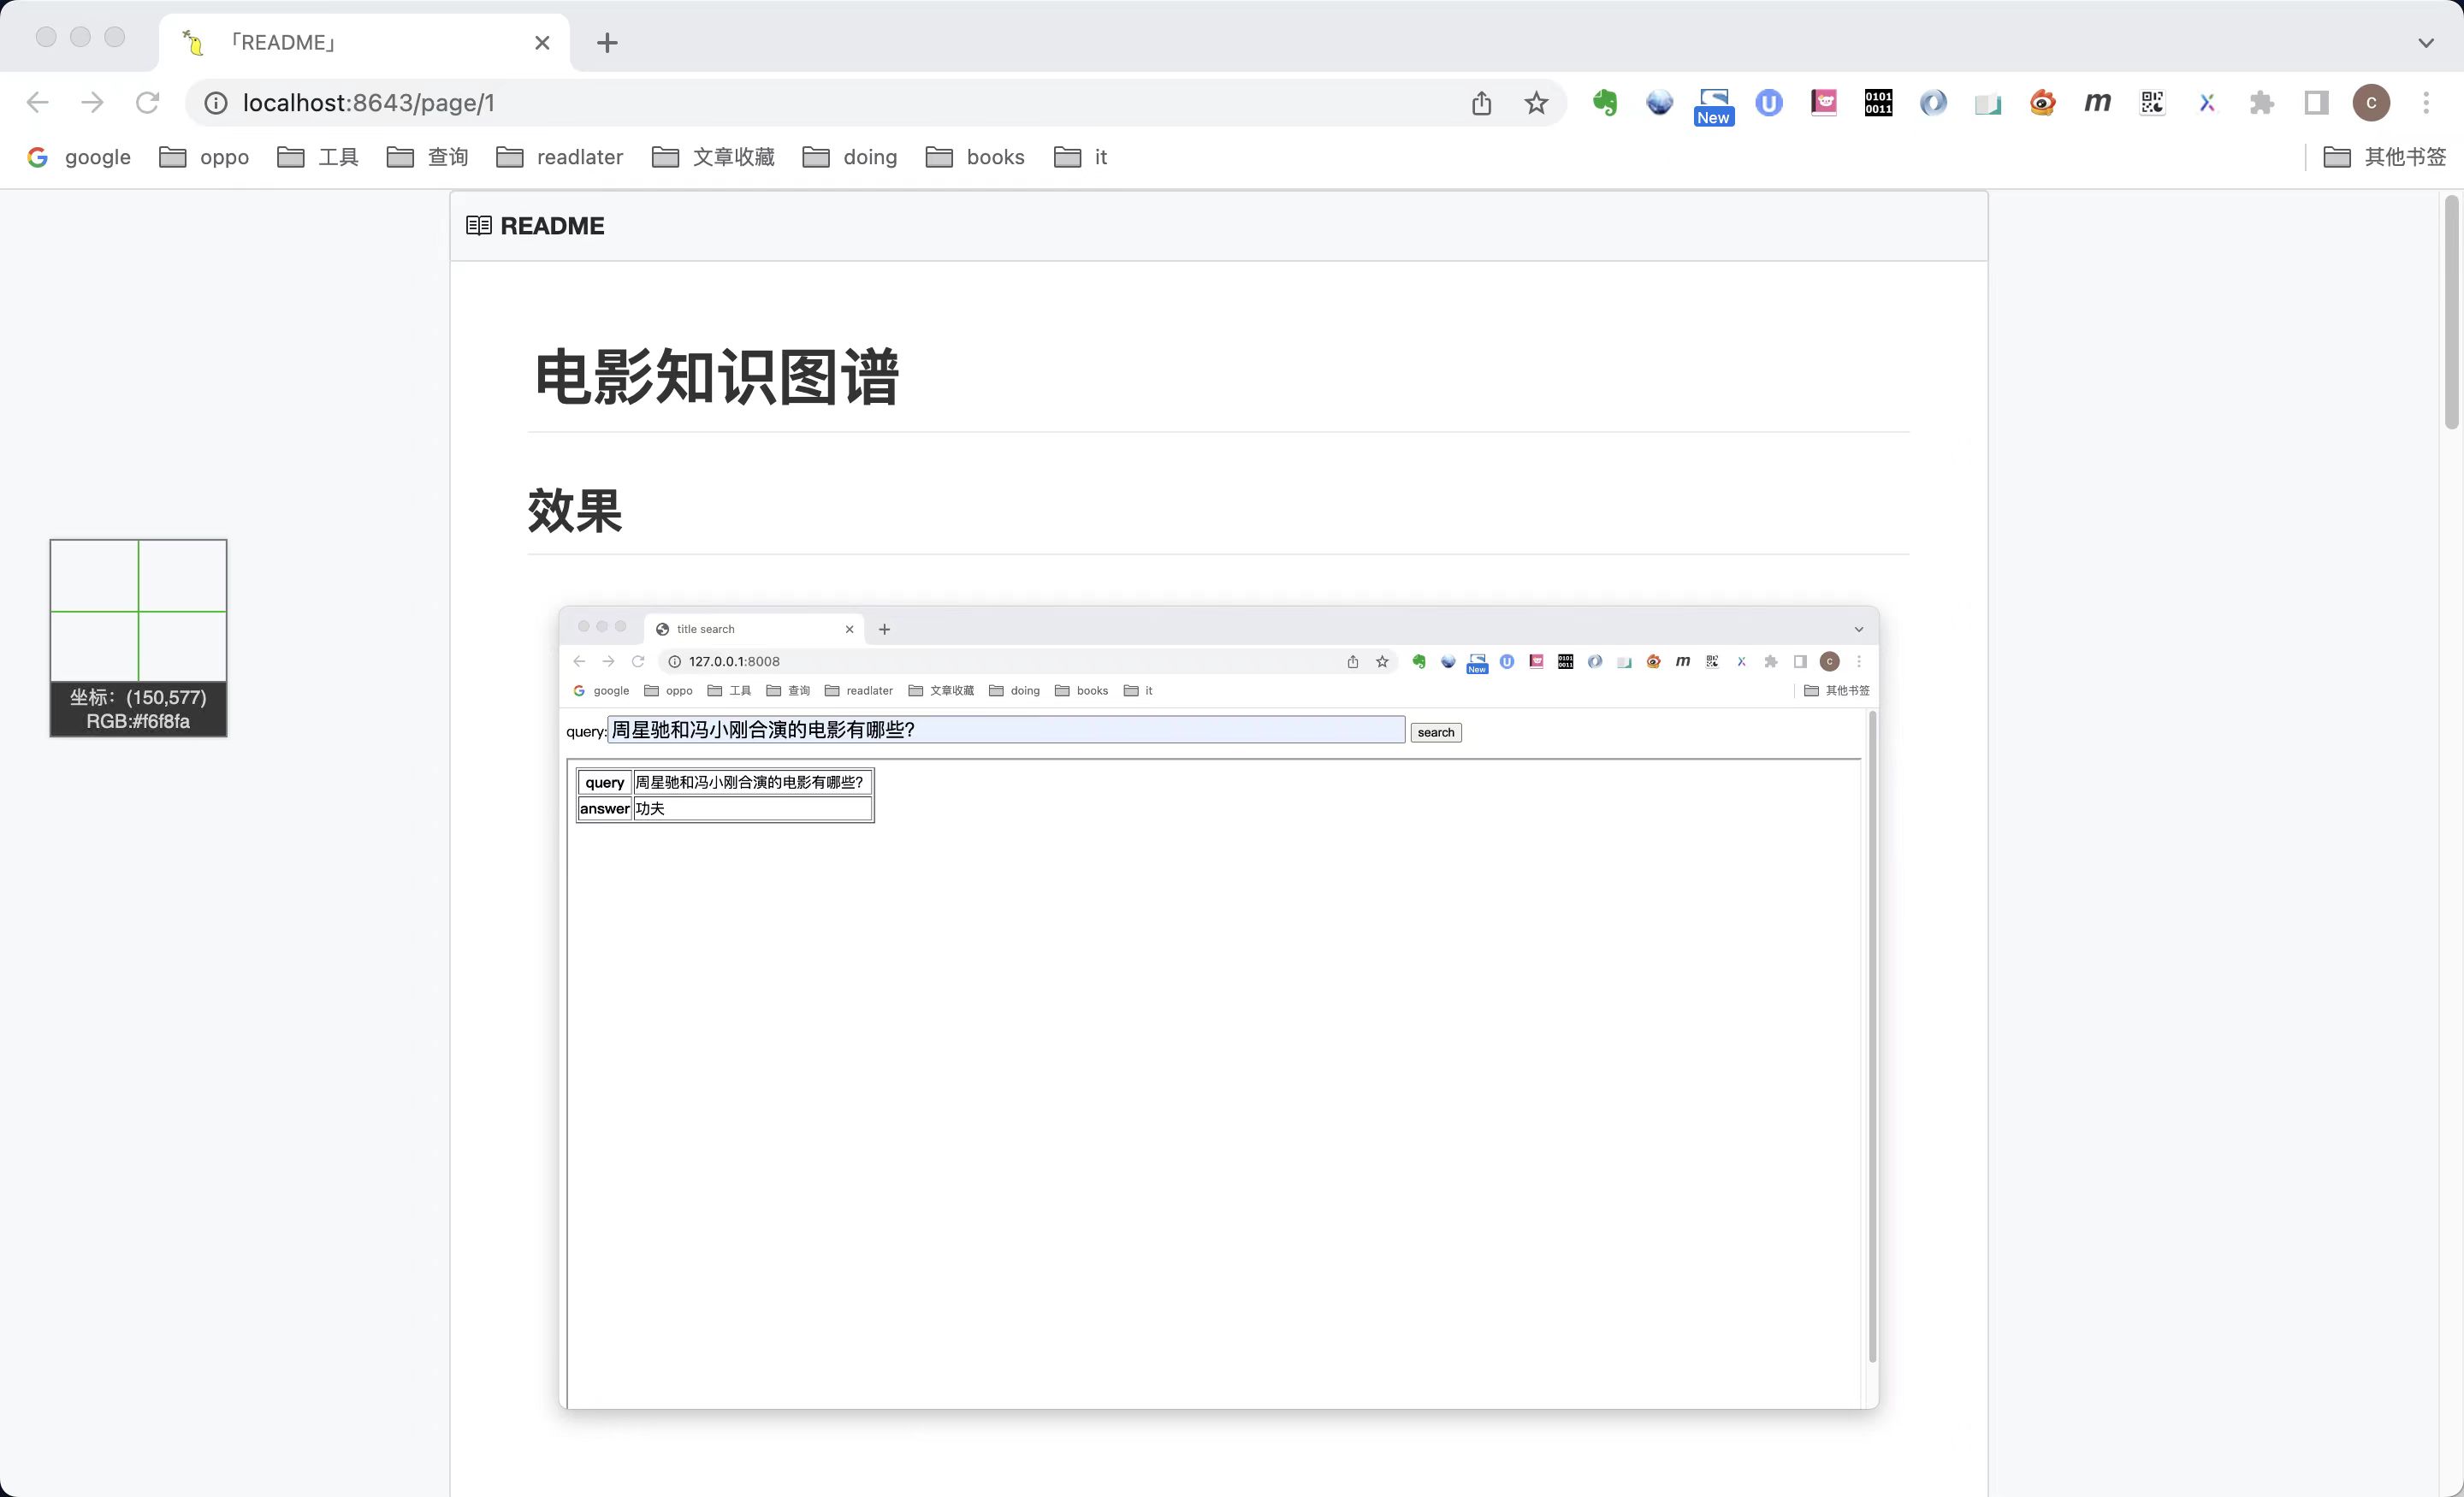 「README」
localhost:8643/page/1
New
U
0101
0011
m
X
C
google oppo 工具 查询 readlater 文章收藏 doing books it 其他书签
README
电影知识图谱
效果
坐标：(150,577)
RGB:#f6f8fa
title search
127.0.0.1:8008
New
U
0101
0011
m
X
C
google oppo 工具 查询 readlater 文章收藏 doing books it 其他书签
query:周星驰和冯小刚合演的电影有哪些? search
query 周星驰和冯小刚合演的电影有哪些?
answer 功夫